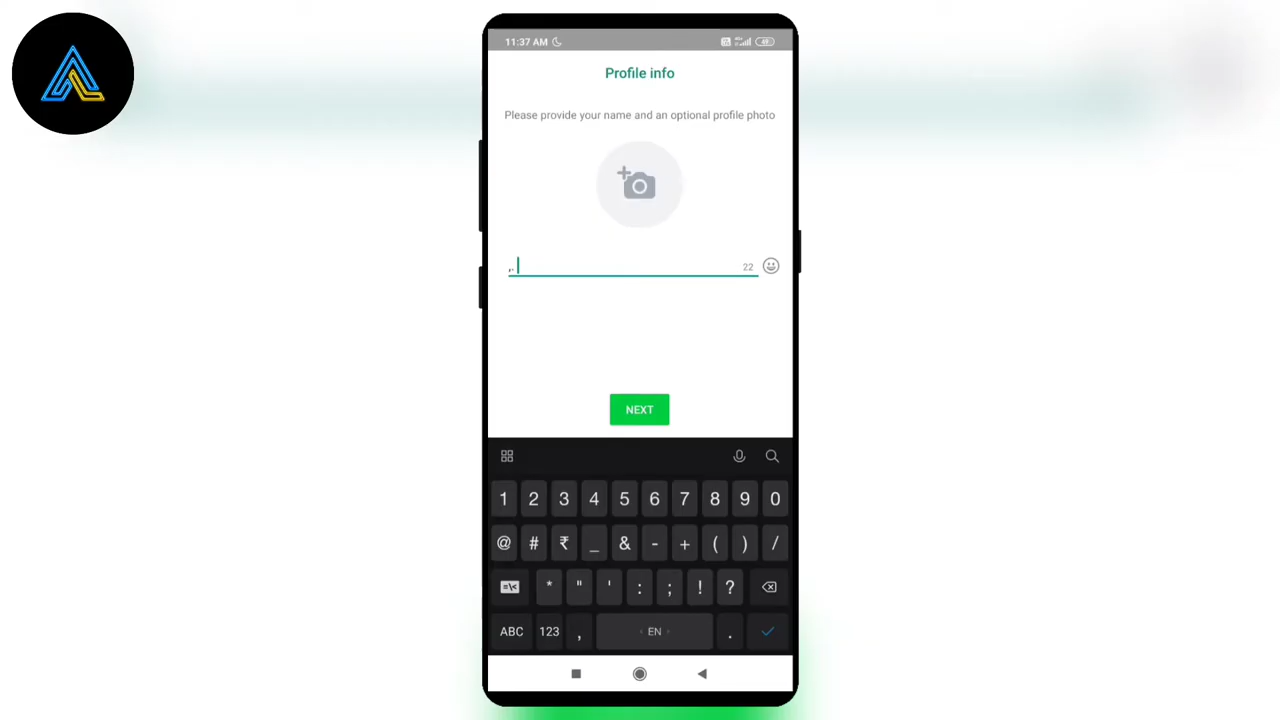 11:37 AM
49
Profile info
Please provide your name and an optional profile photo
,.
22
NEXT
1 2 3 4 5 6 7 8 9 0
@ # ₹ _ & - + ( ) /
=\< * " ' : ; ! ?
ABC 123 , EN .